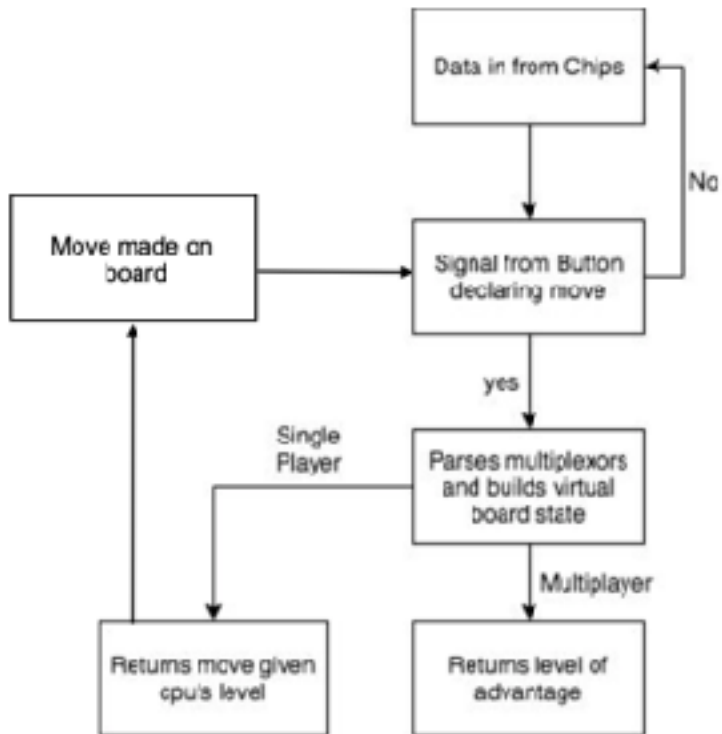 Data in from Chips
No
Move made on
board
Signal from Button
declaring move
yes
Single
Player
Parses multiplexors
and builds virtual
board state
Multiplayer
Returns move given
cpu's level
Returns level of
advantage